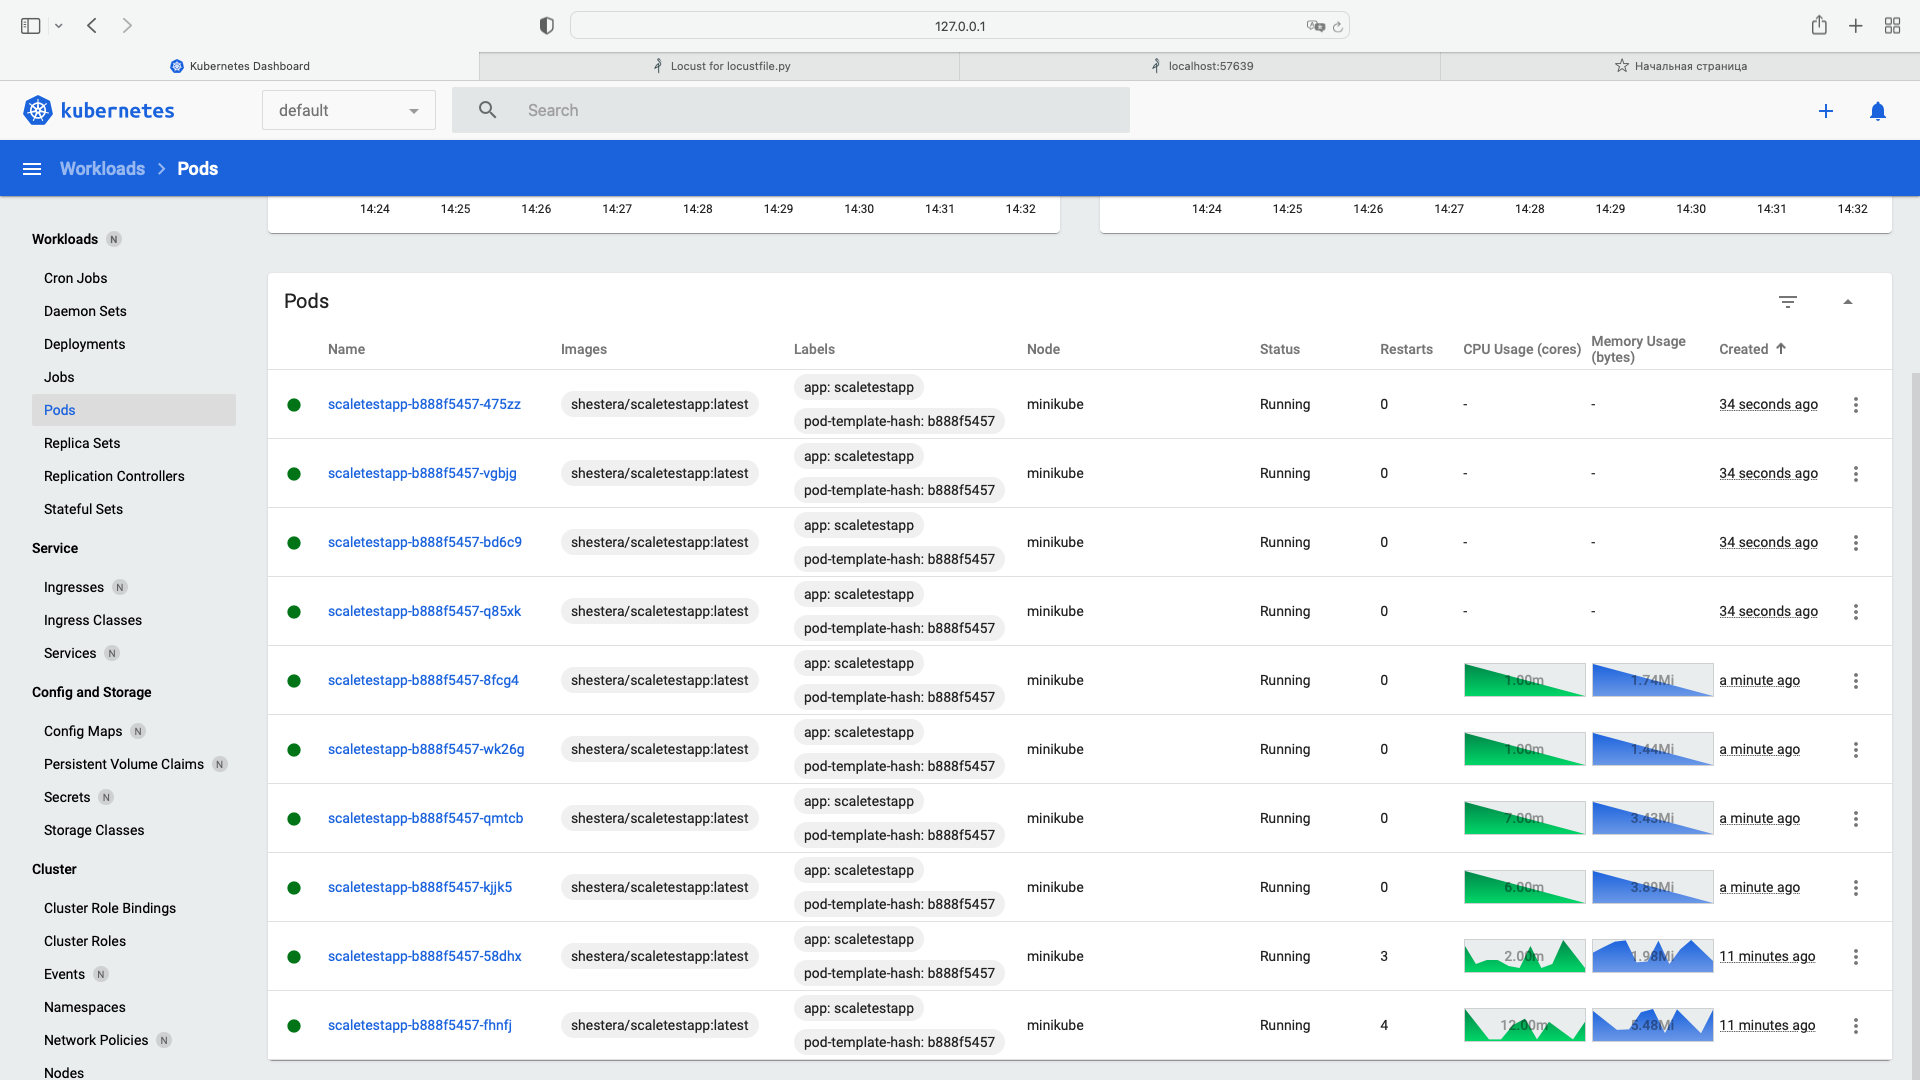 127.0.0.1
Kubernetes Dashboard
Locust for locustfile.py
localhost:57639
Начальная страница
kubernetes
default
Search
Workloads > Pods
14:24 14:25 14:26 14:27 14:28 14:29 14:30 14:31 14:32
14:24 14:25 14:26 14:27 14:28 14:29 14:30 14:31 14:32
Workloads N
Cron Jobs
Daemon Sets
Deployments
Jobs
Pods
Replica Sets
Replication Controllers
Stateful Sets
Service
Ingresses N
Ingress Classes
Services N
Config and Storage
Config Maps N
Persistent Volume Claims N
Secrets N
Storage Classes
Cluster
Cluster Role Bindings
Cluster Roles
Events N
Namespaces
Network Policies N
Nodes
Pods
Name Images Labels Node Status Restarts CPU Usage (cores) Memory Usage (bytes) Created
scaletestapp-b888f5457-475zz shestera/scaletestapp:latest app: scaletestapp pod-template-hash: b888f5457 minikube Running 0 - - 34 seconds ago
scaletestapp-b888f5457-vgbjg shestera/scaletestapp:latest app: scaletestapp pod-template-hash: b888f5457 minikube Running 0 - - 34 seconds ago
scaletestapp-b888f5457-bd6c9 shestera/scaletestapp:latest app: scaletestapp pod-template-hash: b888f5457 minikube Running 0 - - 34 seconds ago
scaletestapp-b888f5457-q85xk shestera/scaletestapp:latest app: scaletestapp pod-template-hash: b888f5457 minikube Running 0 - - 34 seconds ago
scaletestapp-b888f5457-8fcg4 shestera/scaletestapp:latest app: scaletestapp pod-template-hash: b888f5457 minikube Running 0 1.00m 1.74Mi a minute ago
scaletestapp-b888f5457-wk26g shestera/scaletestapp:latest app: scaletestapp pod-template-hash: b888f5457 minikube Running 0 1.00m 1.44Mi a minute ago
scaletestapp-b888f5457-qmtcb shestera/scaletestapp:latest app: scaletestapp pod-template-hash: b888f5457 minikube Running 0 7.00m 3.43Mi a minute ago
scaletestapp-b888f5457-kjjk5 shestera/scaletestapp:latest app: scaletestapp pod-template-hash: b888f5457 minikube Running 0 6.00m 3.89Mi a minute ago
scaletestapp-b888f5457-58dhx shestera/scaletestapp:latest app: scaletestapp pod-template-hash: b888f5457 minikube Running 3 2.00m 1.98Mi 11 minutes ago
scaletestapp-b888f5457-fhnfj shestera/scaletestapp:latest app: scaletestapp pod-template-hash: b888f5457 minikube Running 4 12.00m 5.48Mi 11 minutes ago